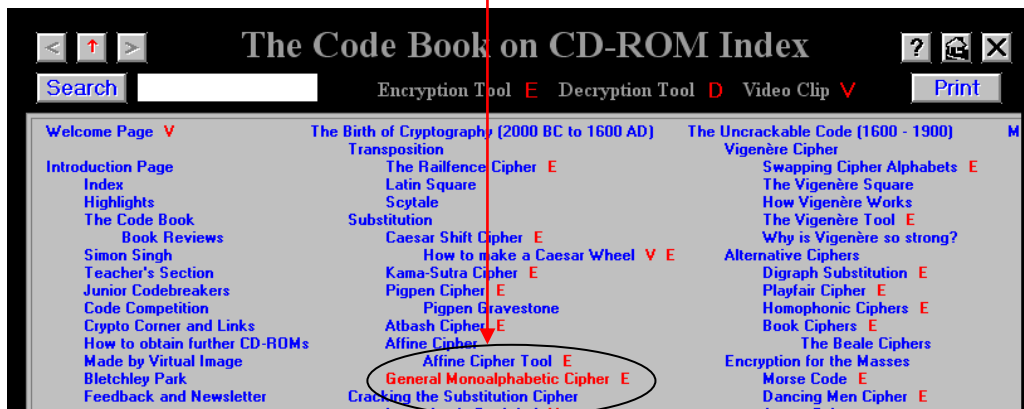 < ↑ > The Code Book on CD-ROM Index ? X
Search Encryption Tool E Decryption Tool D Video Clip V Print
Welcome Page V
Introduction Page
Index
Highlights
The Code Book
Book Reviews
Simon Singh
Teacher's Section
Junior Codebreakers
Code Competition
Crypto Corner and Links
How to obtain further CD-ROMs
Made by Virtual Image
Bletchley Park
Feedback and Newsletter
The Birth of Cryptography (2000 BC to 1600 AD)
Transposition
The Railfence Cipher E
Latin Square
Scytale
Substitution
Caesar Shift Cipher E
How to make a Caesar Wheel V E
Kama-Sutra Cipher E
Pigpen Cipher E
Pigpen Gravestone
Atbash Cipher E
Affine Cipher
Affine Cipher Tool E
General Monoalphabetic Cipher E
Cracking the Substitution Cipher
The Uncrackable Code (1600 - 1900)
Vigenère Cipher
Swapping Cipher Alphabets E
The Vigenère Square
How Vigenère Works
The Vigenère Tool E
Why is Vigenère so strong?
Alternative Ciphers
Digraph Substitution E
Playfair Cipher E
Homophonic Ciphers E
Book Ciphers E
The Beale Ciphers
Encryption for the Masses
Morse Code E
Dancing Men Cipher E
M